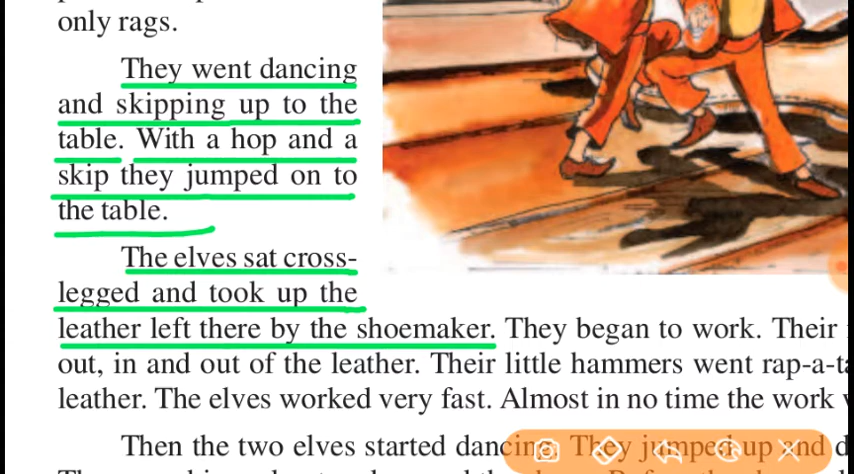 only rags.
They went dancing
and skipping up to the
table. With a hop and a
skip they jumped on to
the table.
The elves sat cross-
legged and took up the
leather left there by the shoemaker. They began to work. Their
out, in and out of the leather. Their little hammers went rap-a-ta
leather. The elves worked very fast. Almost in no time the work
Then the two elves started dancing. They jumped up and d